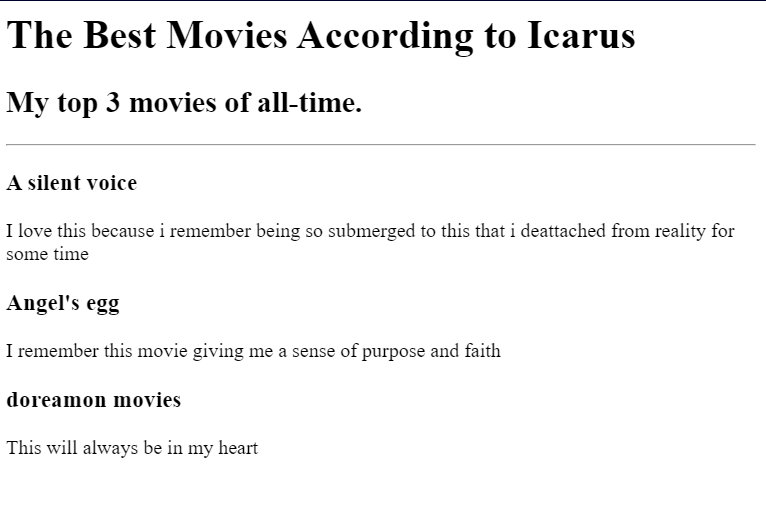 The Best Movies According to Icarus
My top 3 movies of all-time.
A silent voice
I love this because i remember being so submerged to this that i deattached from reality for
some time
Angel's egg
I remember this movie giving me a sense of purpose and faith
doreamon movies
This will always be in my heart